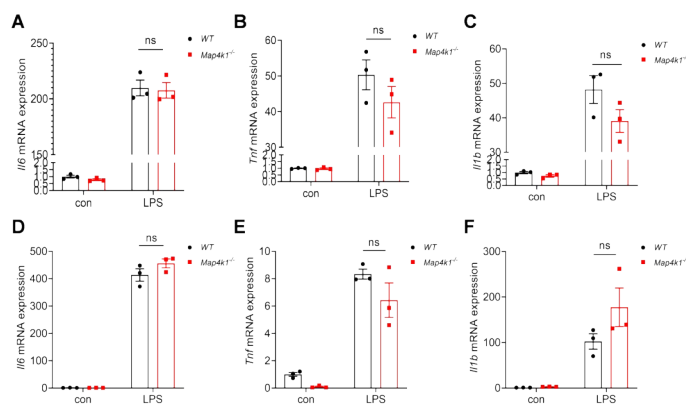 A
Il6 mRNA expression
250
200
150
2.0
1.5
1.0
0.5
0.0
ns
WT
Map4k1⁻/⁻
con
LPS
B
Tnf mRNA expression
60
50
40
30
2.0
1.5
1.0
0.5
0.0
ns
WT
Map4k1⁻/⁻
con
LPS
C
Il1b mRNA expression
60
50
40
30
2.0
1.5
1.0
0.5
0.0
ns
WT
Map4k1⁻/⁻
con
LPS
D
Il6 mRNA expression
500
400
300
200
100
0
ns
WT
Map4k1⁻/⁻
con
LPS
E
Tnf mRNA expression
10
8
6
4
2
0
ns
WT
Map4k1⁻/⁻
con
LPS
F
Il1b mRNA expression
300
200
100
0
ns
WT
Map4k1⁻/⁻
con
LPS